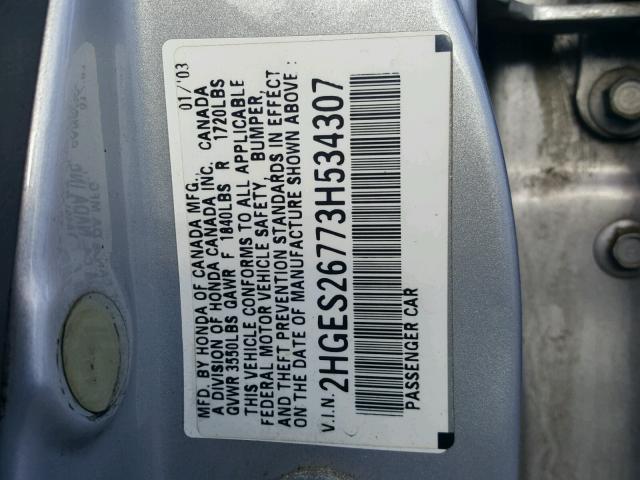 MFD. BY HONDA OF CANADA MFG. 01/'03
A DIVISION OF HONDA CANADA INC. CANADA
GVWR 3550LBS GAWR F 1840LBS R 1720LBS
THIS VEHICLE CONFORMS TO ALL APPLICABLE
FEDERAL MOTOR VEHICLE SAFETY, BUMPER,
AND THEFT PREVENTION STANDARDS IN EFFECT
ON THE DATE OF MANUFACTURE SHOWN ABOVE:
V.I.N. 2HGES26773H534307
PASSENGER CAR